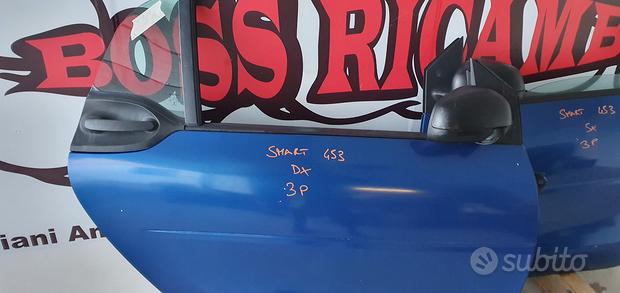 BOSS RICAMB
SMART 453
DX
3P
SMART 453
SX
3P
iani An
subito